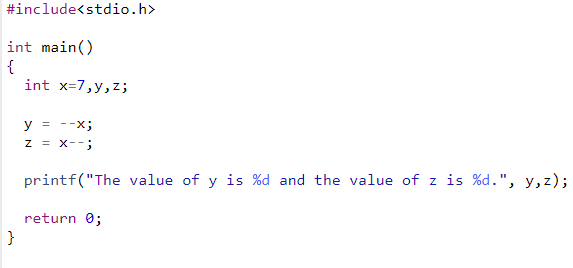 #include<stdio.h>
int main()
{
int x=7,y,z;
y = --x;
z = x--;
printf("The value of y is %d and the value of z is %d.", y,z);
return 0;
}